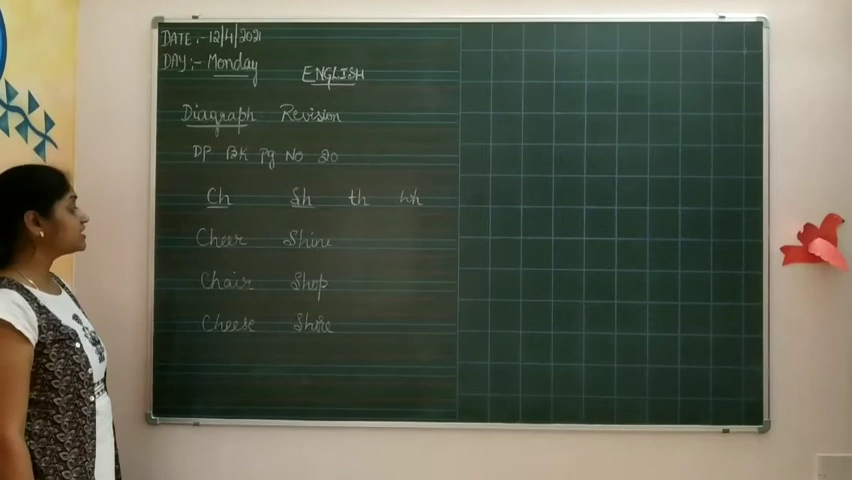 DATE :- 12/4/2021
DAY :- Monday
ENGLISH
Diagraph Revision
DP BK Pg No 20
Ch Sh th wh
Cheer Shine
Chair Shop
Cheese Shire